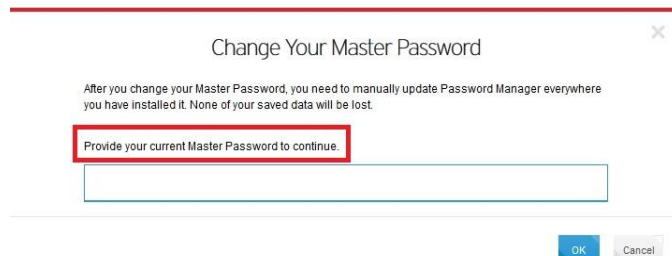 Change Your Master Password
After you change your Master Password, you need to manually update Password Manager everywhere
you have installed it. None of your saved data will be lost.
Provide your current Master Password to continue.
OK
Cancel